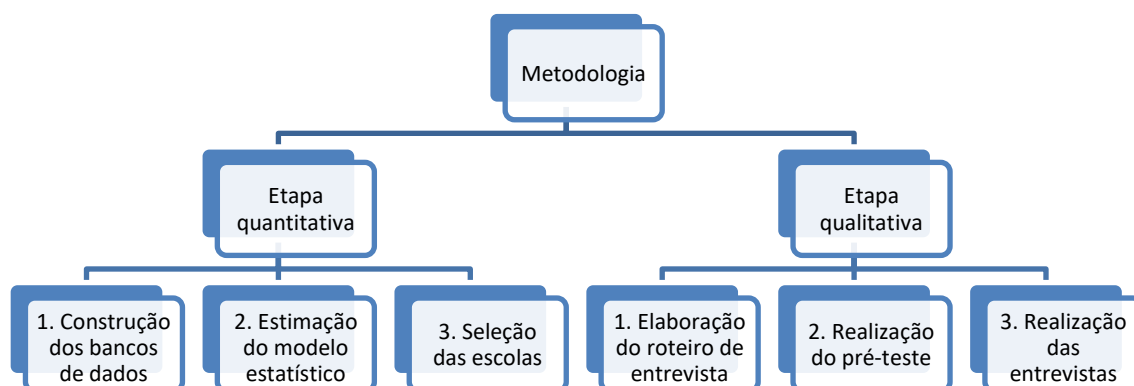 Metodologia
Etapa
quantitativa
Etapa
qualitativa
1. Construção
dos bancos
de dados
2. Estimação
do modelo
estatístico
3. Seleção
das escolas
1. Elaboração
do roteiro de
entrevista
2. Realização
do pré-teste
3. Realização
das
entrevistas